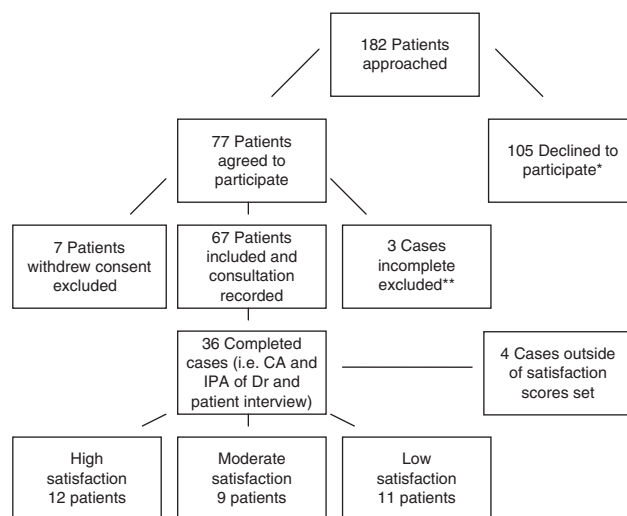 182 Patients
approached
77 Patients
agreed to
participate
105 Declined to
participate*
7 Patients
withdrew consent
excluded
67 Patients
included and
consultation
recorded
3 Cases
incomplete
excluded**
36 Completed
cases (i.e. CA and
IPA of Dr and
patient interview)
4 Cases outside
of satisfaction
scores set
High
satisfaction
12 patients
Moderate
satisfaction
9 patients
Low
satisfaction
11 patients